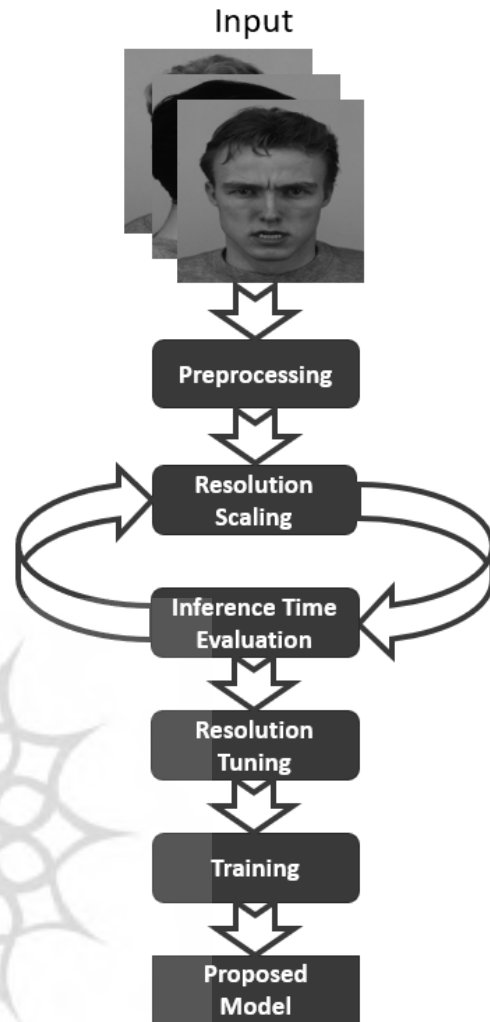 Input
Preprocessing
Resolution
Scaling
Inference Time
Evaluation
Resolution
Tuning
Training
Proposed
Model